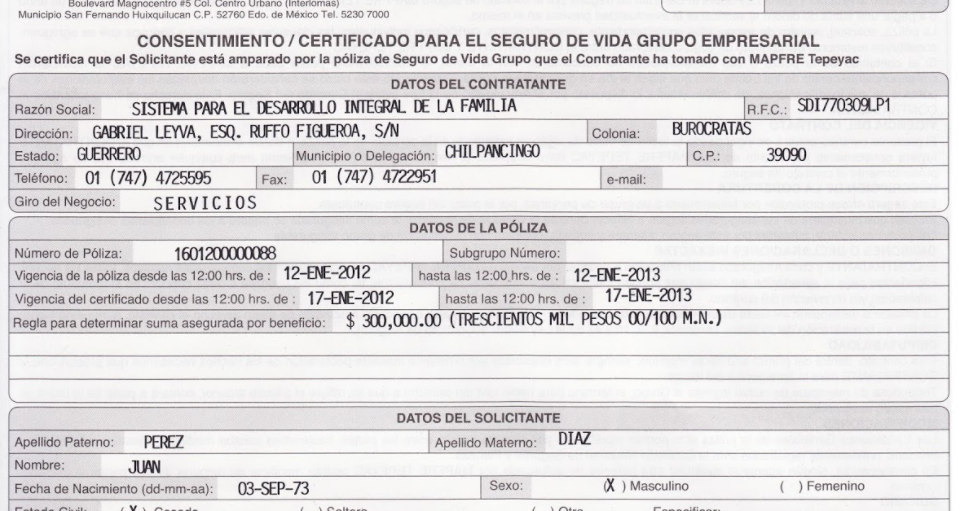 Boulevard Magnocentro #5 Col. Centro Urbano (Interlomas)
Municipio San Fernando Huixquilucan C.P. 52760 Edo. de México Tel. 5230 7000
CONSENTIMIENTO / CERTIFICADO PARA EL SEGURO DE VIDA GRUPO EMPRESARIAL
Se certifica que el Solicitante está amparado por la póliza de Seguro de Vida Grupo que el Contratante ha tomado con MAPFRE Tepeyac
DATOS DEL CONTRATANTE
Razón Social: SISTEMA PARA EL DESARROLLO INTEGRAL DE LA FAMILIA R.F.C.: SDI770309LP1
Dirección: GABRIEL LEYVA, ESQ. RUFFO FIGUEROA, S/N Colonia: BUROCRATAS
Estado: GUERRERO Municipio o Delegación: CHILPANCINGO C.P.: 39090
Teléfono: 01 (747) 4725595 Fax: 01 (747) 4722951 e-mail:
Giro del Negocio: SERVICIOS
DATOS DE LA PÓLIZA
Número de Póliza: 1601200000088 Subgrupo Número:
Vigencia de la póliza desde las 12:00 hrs. de : 12-ENE-2012 hasta las 12:00 hrs. de : 12-ENE-2013
Vigencia del certificado desde las 12:00 hrs. de : 17-ENE-2012 hasta las 12:00 hrs. de : 17-ENE-2013
Regla para determinar suma asegurada por beneficio: $ 300,000.00 (TRESCIENTOS MIL PESOS 00/100 M.N.)
DATOS DEL SOLICITANTE
Apellido Paterno: PEREZ Apellido Materno: DIAZ
Nombre: JUAN
Fecha de Nacimiento (dd-mm-aa): 03-SEP-73 Sexo: (X ) Masculino ( ) Femenino
Estado Civil: ( X ) Casado ( ) Soltero ( ) Otro Especificar: